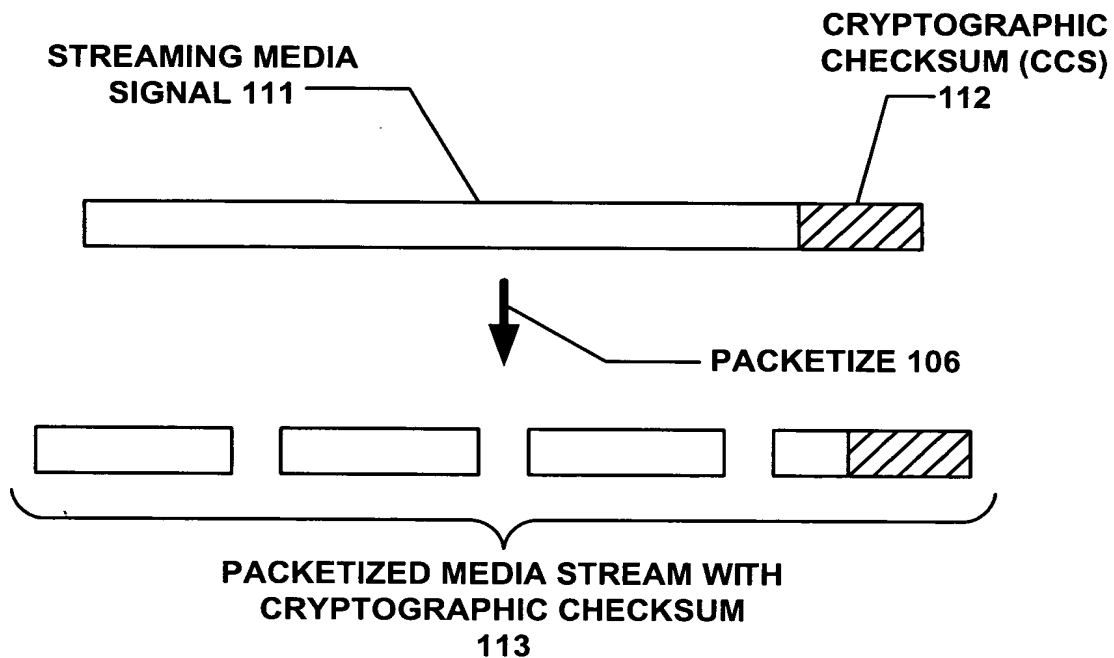 STREAMING MEDIA
SIGNAL 111
CRYPTOGRAPHIC
CHECKSUM (CCS)
112
PACKETIZE 106
PACKETIZED MEDIA STREAM WITH
CRYPTOGRAPHIC CHECKSUM
113